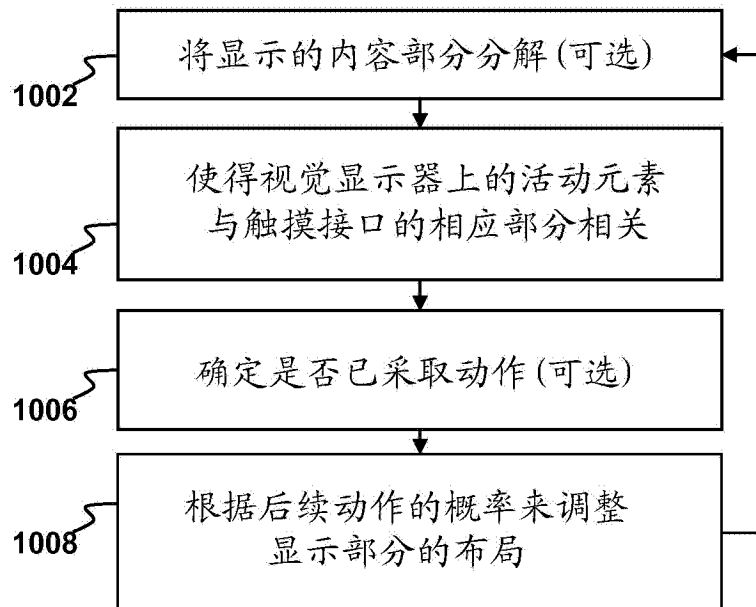 将显示的内容部分分解(可选)
1002
使得视觉显示器上的活动元素
与触摸接口的相应部分相关
1004
确定是否已采取动作(可选)
1006
根据后续动作的概率来调整
显示部分的布局
1008